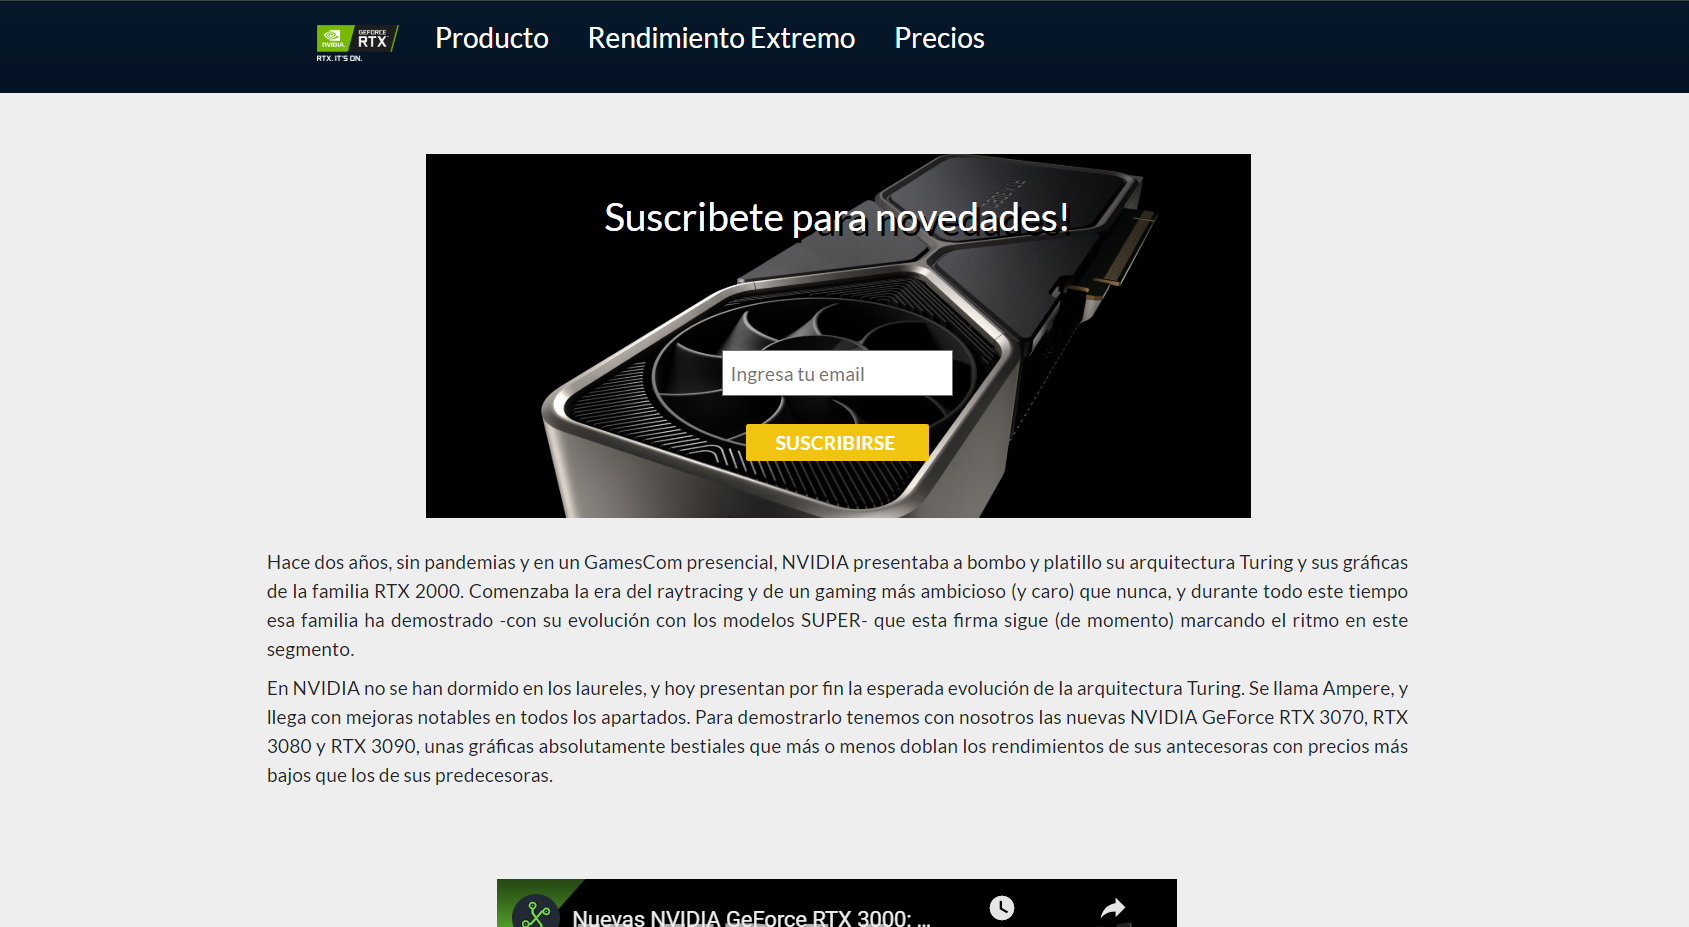 NVIDIA
GEFORCE
RTX
RTX. IT'S ON.
Producto
Rendimiento Extremo
Precios
Suscribete para novedades!
Ingresa tu email
SUSCRIBIRSE
Hace dos años, sin pandemias y en un GamesCom presencial, NVIDIA presentaba a bombo y platillo su arquitectura Turing y sus gráficas
de la familia RTX 2000. Comenzaba la era del raytracing y de un gaming más ambicioso (y caro) que nunca, y durante todo este tiempo
esa familia ha demostrado -con su evolución con los modelos SUPER- que esta firma sigue (de momento) marcando el ritmo en este
segmento.
En NVIDIA no se han dormido en los laureles, y hoy presentan por fin la esperada evolución de la arquitectura Turing. Se llama Ampere, y
llega con mejoras notables en todos los apartados. Para demostrarlo tenemos con nosotros las nuevas NVIDIA GeForce RTX 3070, RTX
3080 y RTX 3090, unas gráficas absolutamente bestiales que más o menos doblan los rendimientos de sus antecesoras con precios más
bajos que los de sus predecesoras.
Nuevas NVIDIA GeForce RTX 3000: ...